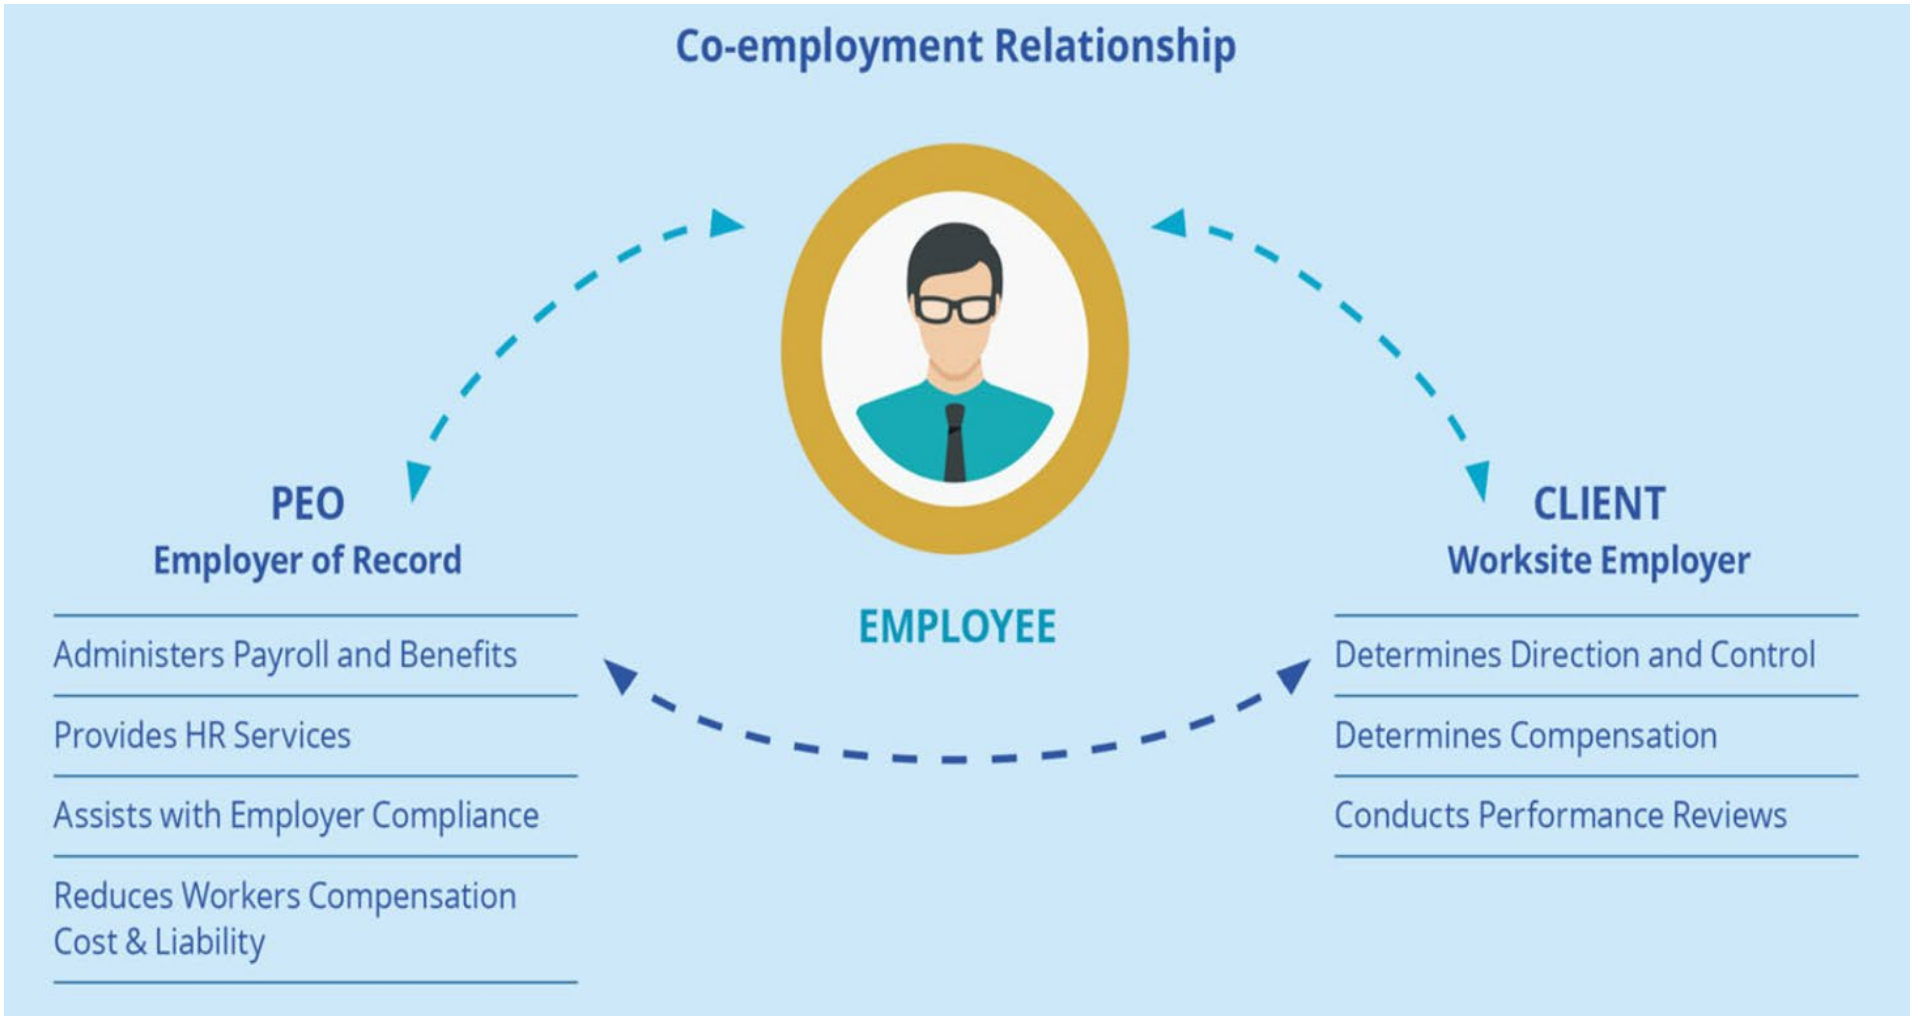 Co-employment Relationship
PEO
Employer of Record
Administers Payroll and Benefits
Provides HR Services
Assists with Employer Compliance
Reduces Workers Compensation
Cost & Liability
EMPLOYEE
CLIENT
Worksite Employer
Determines Direction and Control
Determines Compensation
Conducts Performance Reviews